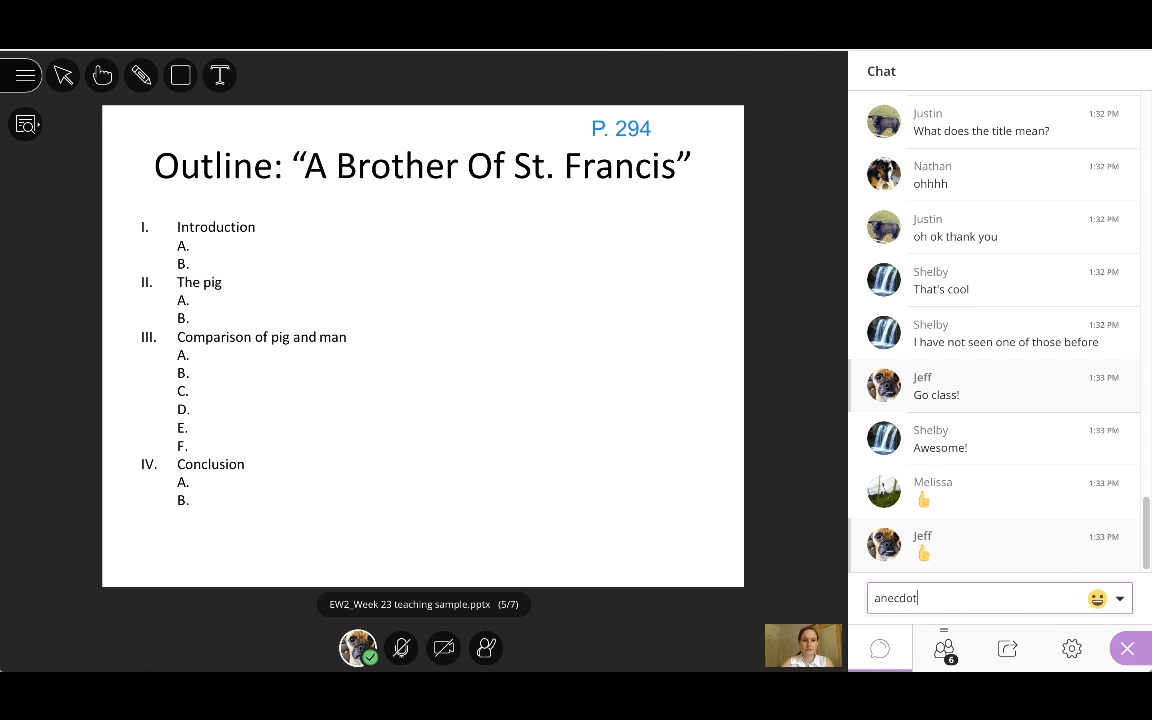 P. 294
Outline: “A Brother Of St. Francis”
I. Introduction
A.
B.
II. The pig
A.
B.
III. Comparison of pig and man
A.
B.
C.
D.
E.
F.
IV. Conclusion
A.
B.
EW2_Week 23 teaching sample.pptx (5/7)
Chat
Justin 1:32 PM
What does the title mean?
Nathan 1:32 PM
ohhhh
Justin 1:32 PM
oh ok thank you
Shelby 1:32 PM
That's cool
Shelby 1:32 PM
I have not seen one of those before
Jeff 1:33 PM
Go class!
Shelby 1:33 PM
Awesome!
Melissa 1:33 PM
👍
Jeff 1:33 PM
👍
anecdot
6